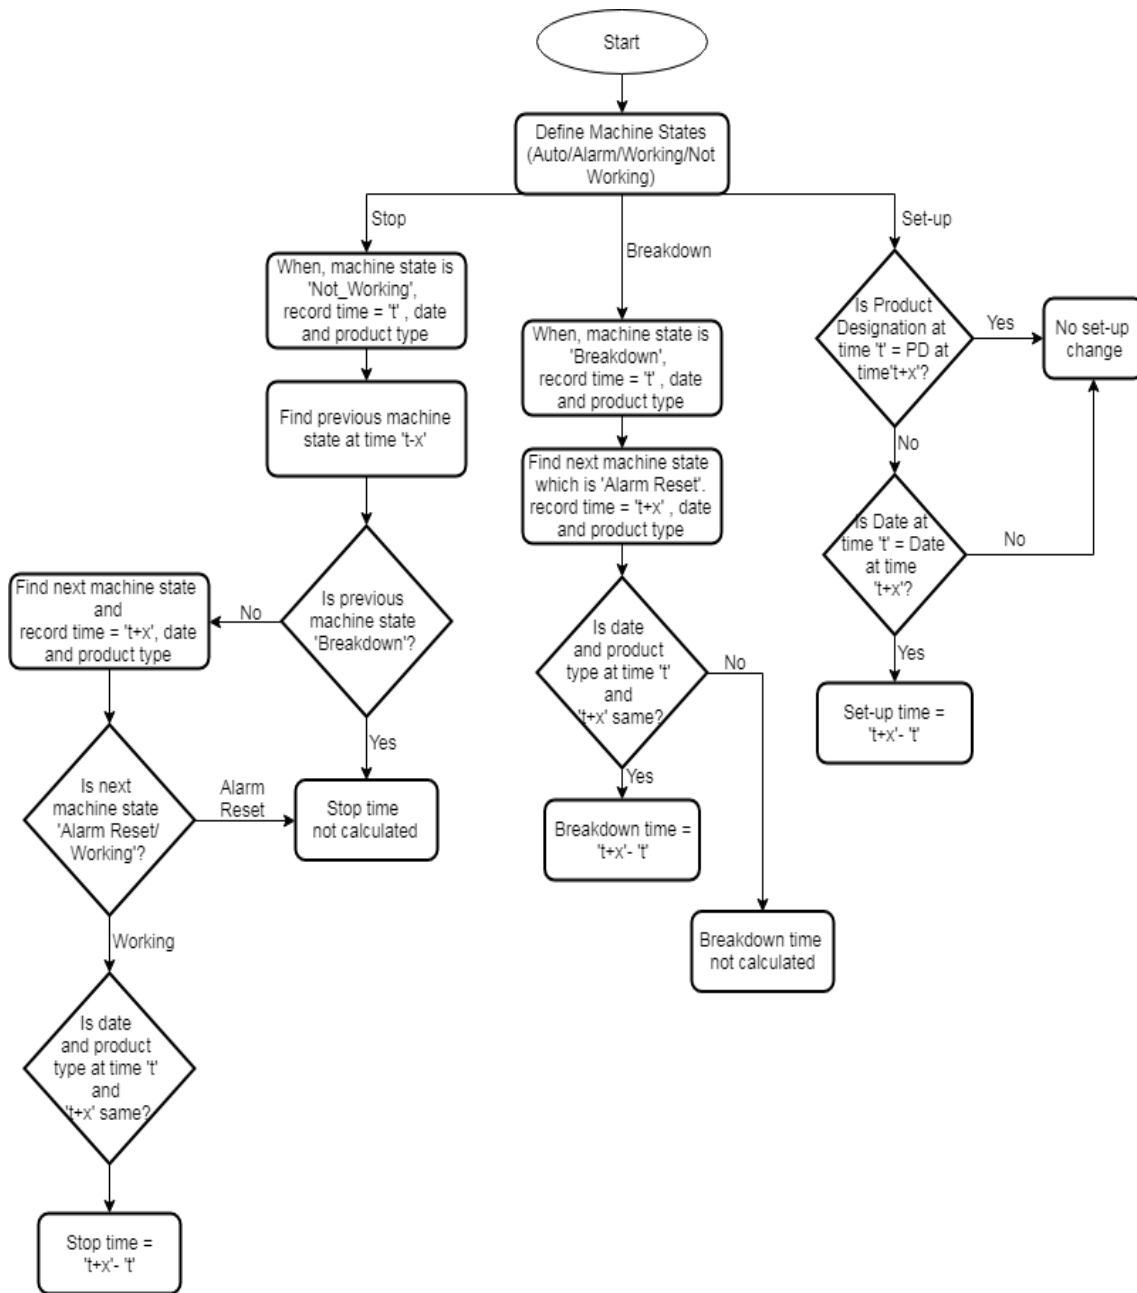 Start
Define Machine States
(Auto/Alarm/Working/Not
Working)
Stop
Breakdown
Set-up
When, machine state is
'Not_Working',
record time = 't' , date
and product type
Find previous machine
state at time 't-x'
Is previous
machine state
'Breakdown'?
No
Yes
Find next machine state
and
record time = 't+x', date
and product type
Is next
machine state
'Alarm Reset/
Working'?
Alarm
Reset
Stop time
not calculated
Working
Is date
and product
type at time 't'
and
't+x' same?
Stop time =
't+x'- 't'
When, machine state is
'Breakdown',
record time = 't' , date
and product type
Find next machine state
which is 'Alarm Reset'.
record time = 't+x' , date
and product type
Is date
and product
type at time 't'
and
't+x' same?
No
Yes
Breakdown time =
't+x'- 't'
Breakdown time
not calculated
Is Product
Designation at
time 't' = PD at
time't+x'?
Yes
No set-up
change
No
Is Date at
time 't' = Date
at time
't+x'?
No
Yes
Set-up time =
't+x'- 't'